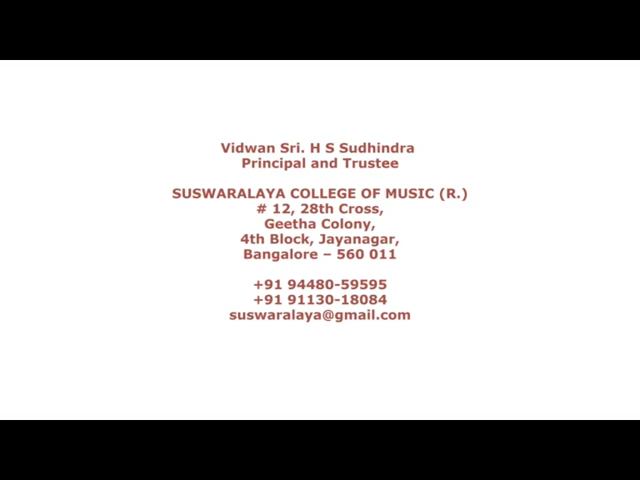 Vidwan Sri. H S Sudhindra
Principal and Trustee
SUSWARALAYA COLLEGE OF MUSIC (R.)
# 12, 28th Cross,
Geetha Colony,
4th Block, Jayanagar,
Bangalore – 560 011
+91 94480-59595
+91 91130-18084
suswaralaya@gmail.com